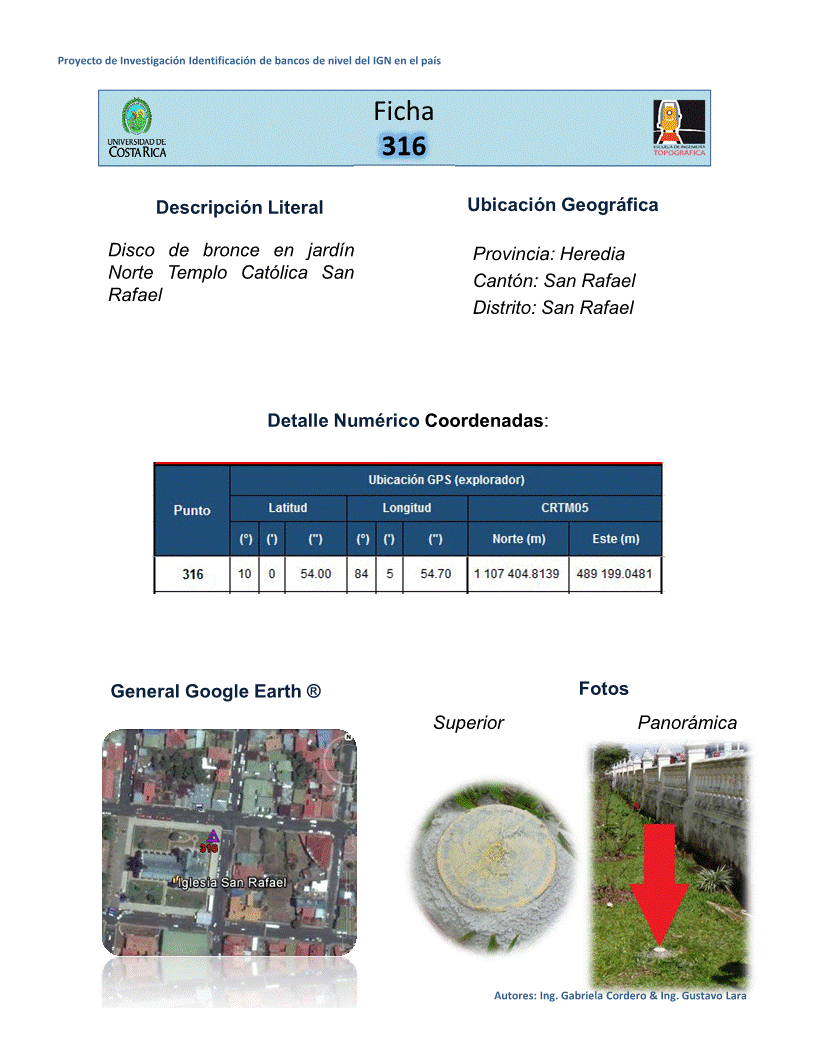 Proyecto de Investigación Identificación de bancos de nivel del IGN en el país
UNIVERSIDAD DE
COSTA RICA
Ficha
316
ESCUELA DE INGENIERÍA
TOPOGRÁFICA
Descripción Literal
Disco de bronce en jardín
Norte Templo Católica San
Rafael
Ubicación Geográfica
Provincia: Heredia
Cantón: San Rafael
Distrito: San Rafael
Detalle Numérico Coordenadas:
Punto
Ubicación GPS (explorador)
Latitud Longitud CRTM05
(°) (') (") (°) (') (") Norte (m) Este (m)
316 10 0 54.00 84 5 54.70 1 107 404.8139 489 199.0481
General Google Earth ®
N
316
Iglesia San Rafael
Fotos
Superior Panorámica
Autores: Ing. Gabriela Cordero & Ing. Gustavo Lara